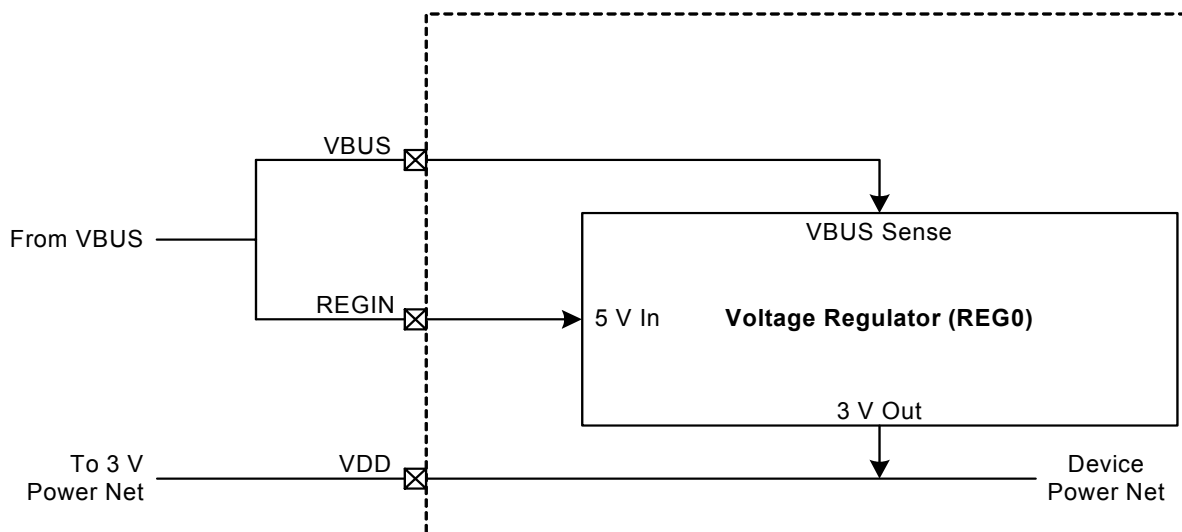 VBUS
From VBUS
VBUS Sense
REGIN
5 V In
Voltage Regulator (REG0)
3 V Out
To 3 V
Power Net
VDD
Device
Power Net